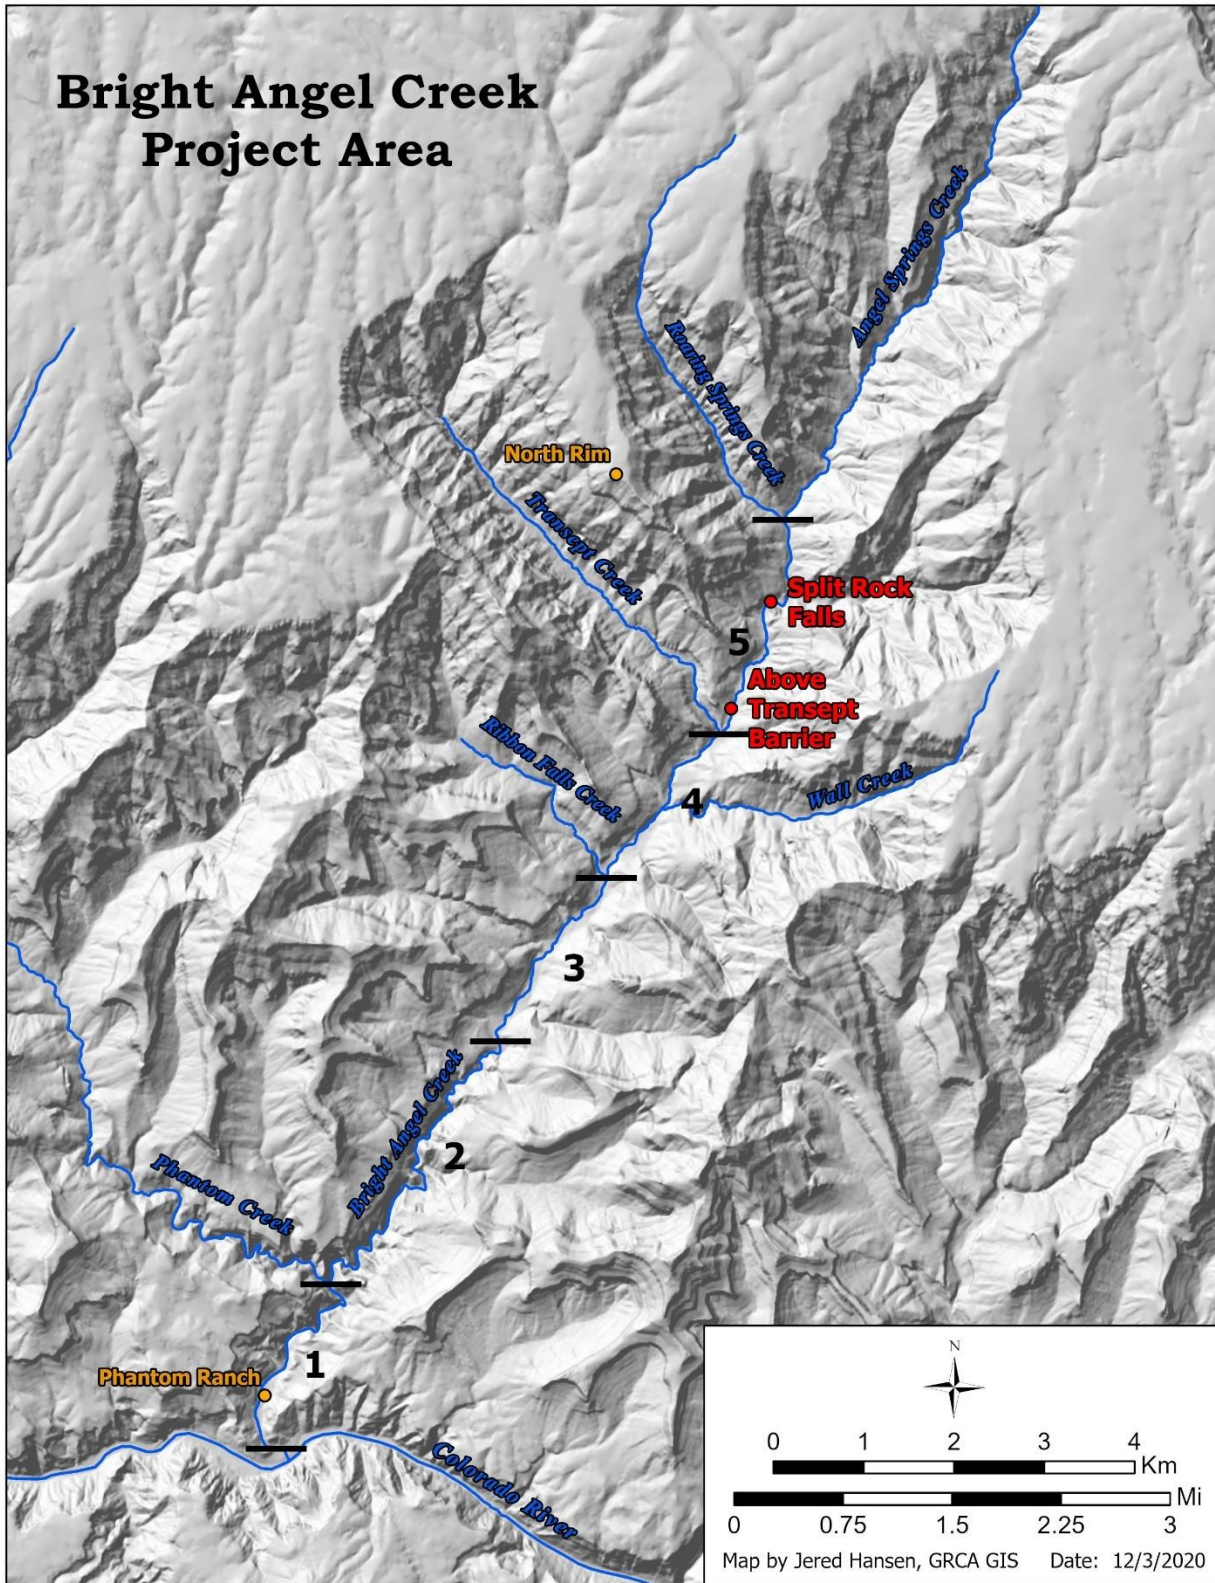 Bright Angel Creek
Project Area
Angel Springs Creek
Roaring Springs Creek
North Rim
Transept Creek
Split Rock
Falls
5
Above
Transept
Barrier
Ribbon Falls Creek
Wall Creek
4
3
Bright Angel Creek
2
Phantom Creek
1
Phantom Ranch
Colorado River
N
0 1 2 3 4
Km
Mi
0 0.75 1.5 2.25 3
Map by Jered Hansen, GRCA GIS Date: 12/3/2020